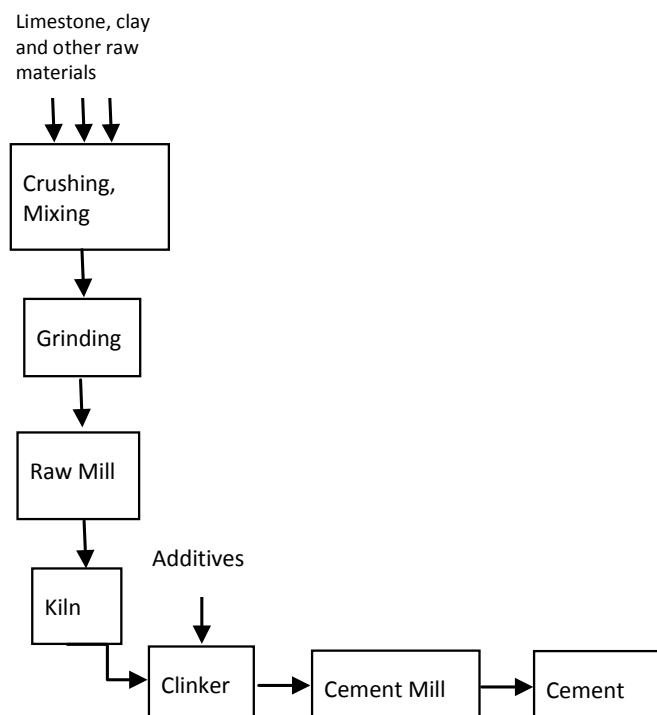 Limestone, clay
and other raw
materials
Crushing,
Mixing
Grinding
Raw Mill
Additives
Kiln
Clinker
Cement Mill
Cement